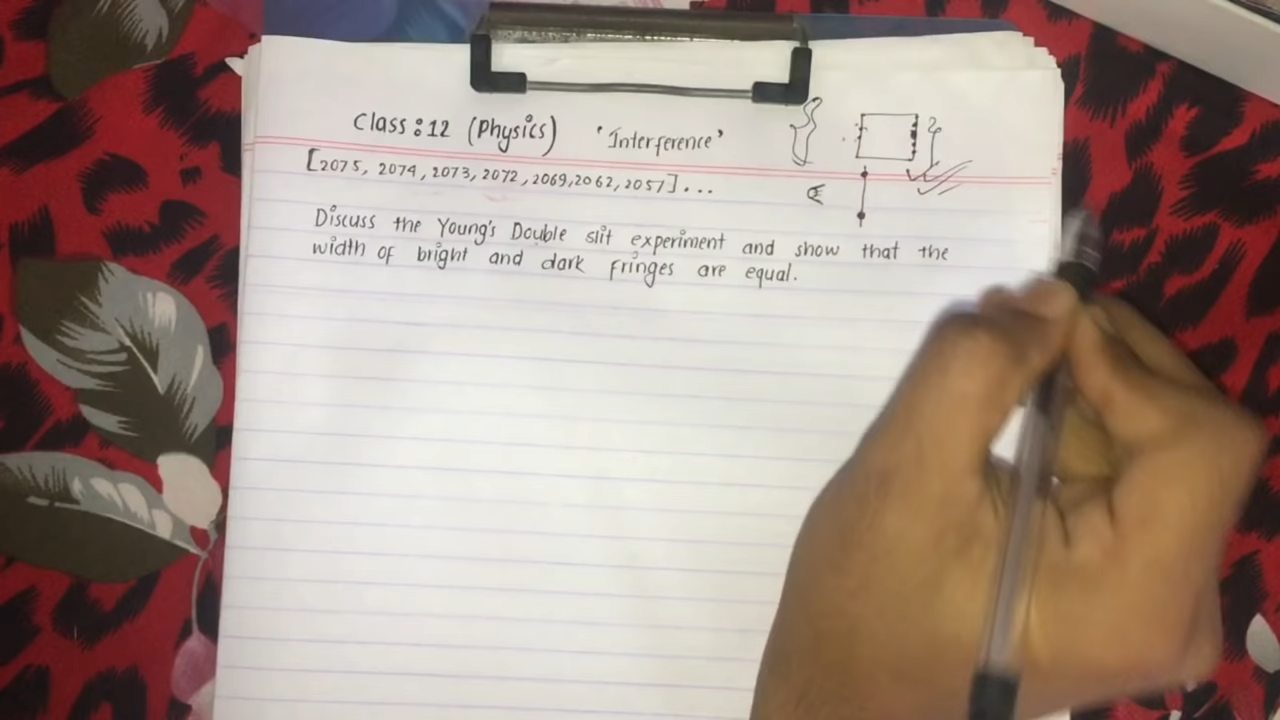 Class : 12 (Physics) 'Interference'
[2075, 2074, 2073, 2072, 2069, 2062, 2057] ...
Discuss the Young's Double slit experiment and show that the
width of bright and dark fringes are equal.